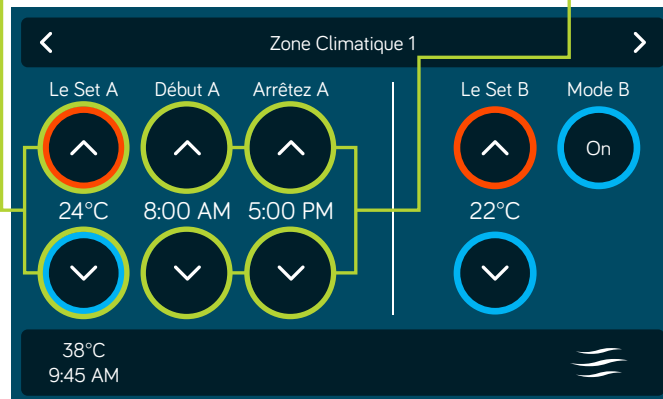 Zone Climatique 1
Le Set A Début A Arrêtez A Le Set B Mode B
On
24°C 8:00 AM 5:00 PM 22°C
38°C
9:45 AM